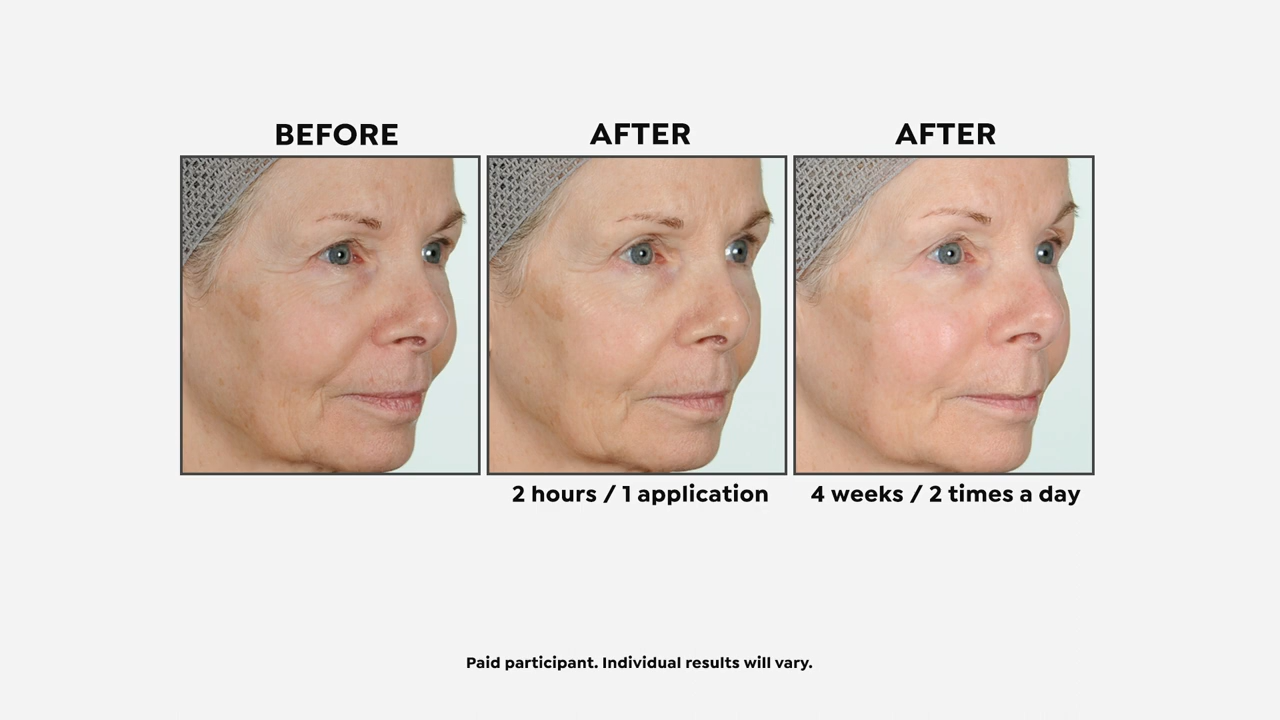 BEFORE
AFTER
AFTER
2 hours / 1 application
4 weeks / 2 times a day
Paid participant. Individual results will vary.